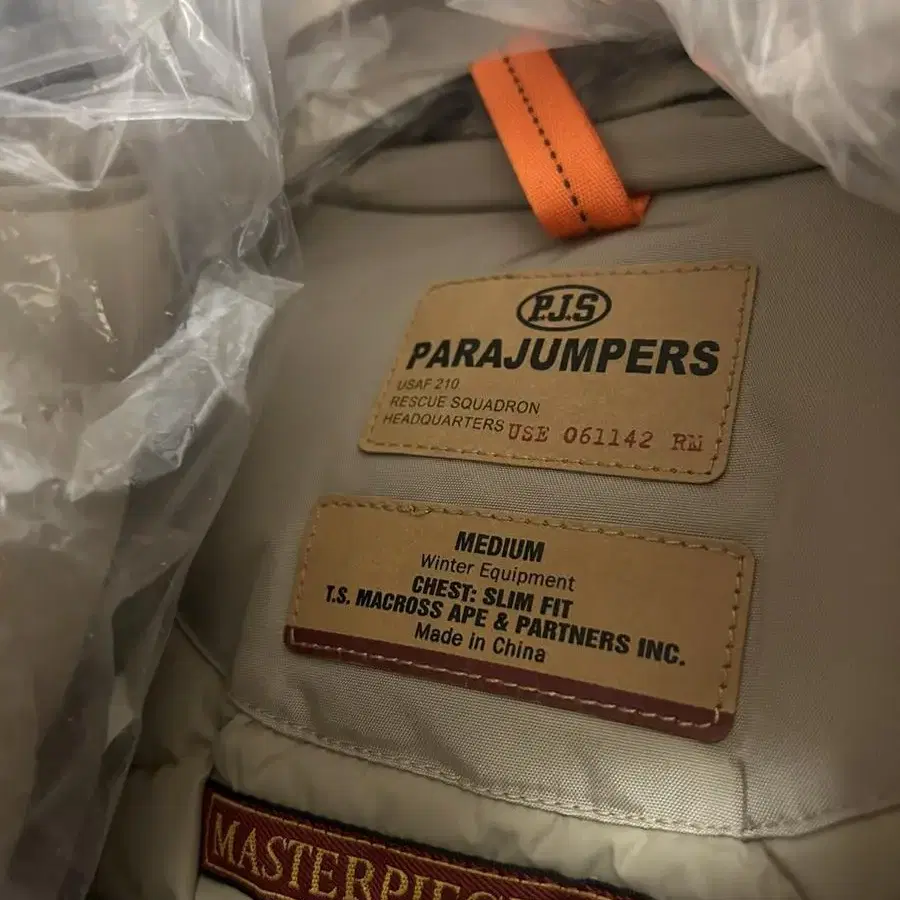 P.J.S
PARAJUMPERS
USAF 210
RESCUE SQUADRON
HEADQUARTERS USE 061142 RM
MEDIUM
Winter Equipment
CHEST: SLIM FIT
T.S. MACROSS APE & PARTNERS INC.
Made in China
MASTERPIEC